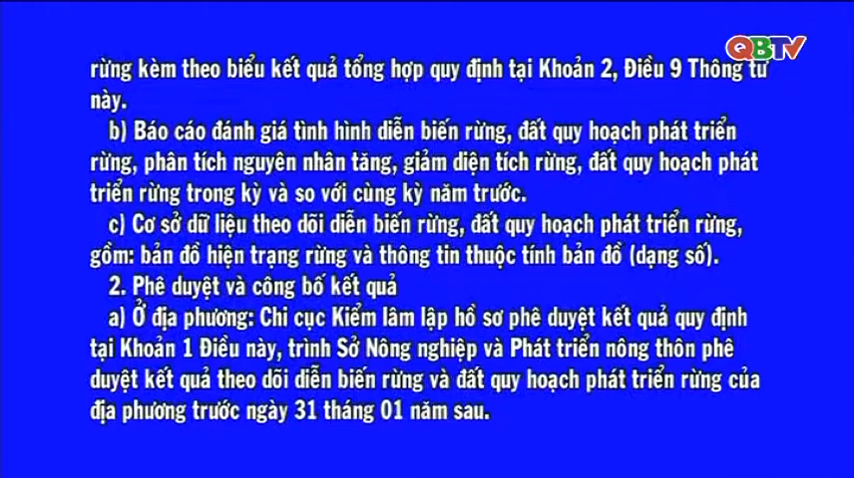 QBTV
rừng kèm theo biểu kết quả tổng hợp quy định tại Khoản 2, Điều 9 Thông tư
này.
b) Báo cáo đánh giá tình hình diễn biến rừng, đất quy hoạch phát triển
rừng, phân tích nguyên nhân tăng, giảm diện tích rừng, đất quy hoạch phát
triển rừng trong kỳ và so với cùng kỳ năm trước.
c) Cơ sở dữ liệu theo dõi diễn biến rừng, đất quy hoạch phát triển rừng,
gồm: bản đồ hiện trạng rừng và thông tin thuộc tính bản đồ (dạng số).
2. Phê duyệt và công bố kết quả
a) Ở địa phương: Chi cục Kiểm lâm lập hồ sơ phê duyệt kết quả quy định
tại Khoản 1 Điều này, trình Sở Nông nghiệp và Phát triển nông thôn phê
duyệt kết quả theo dõi diễn biến rừng và đất quy hoạch phát triển rừng của
địa phương trước ngày 31 tháng 01 năm sau.